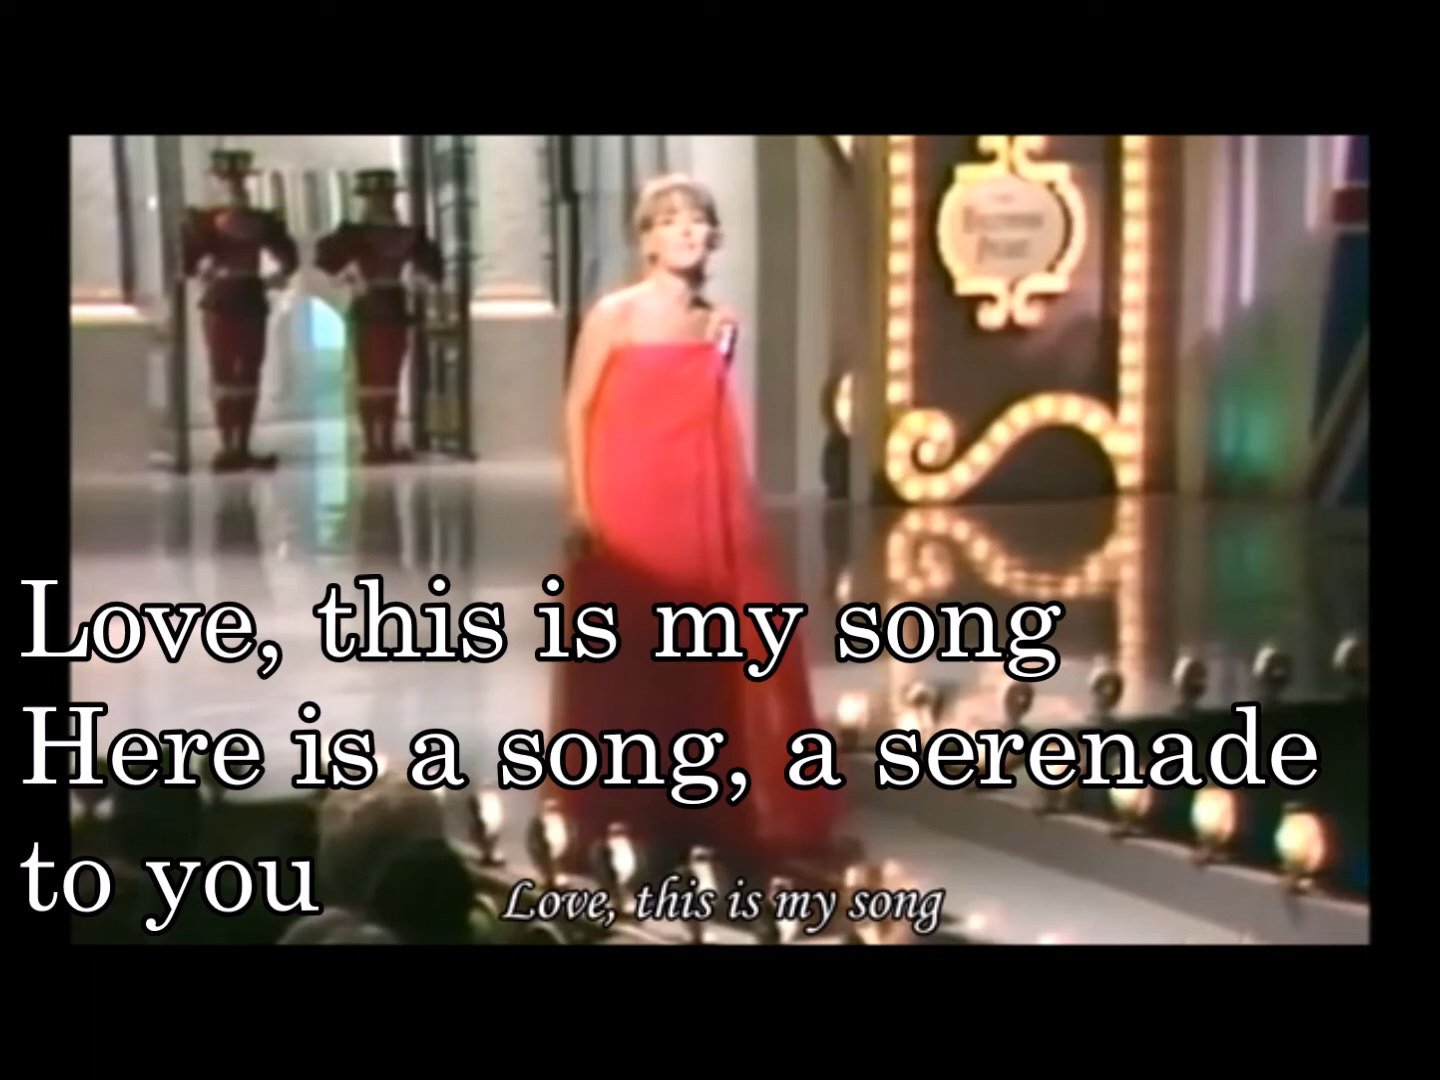 Love, this is my song
Here is a song, a serenade
to you
Love, this is my song